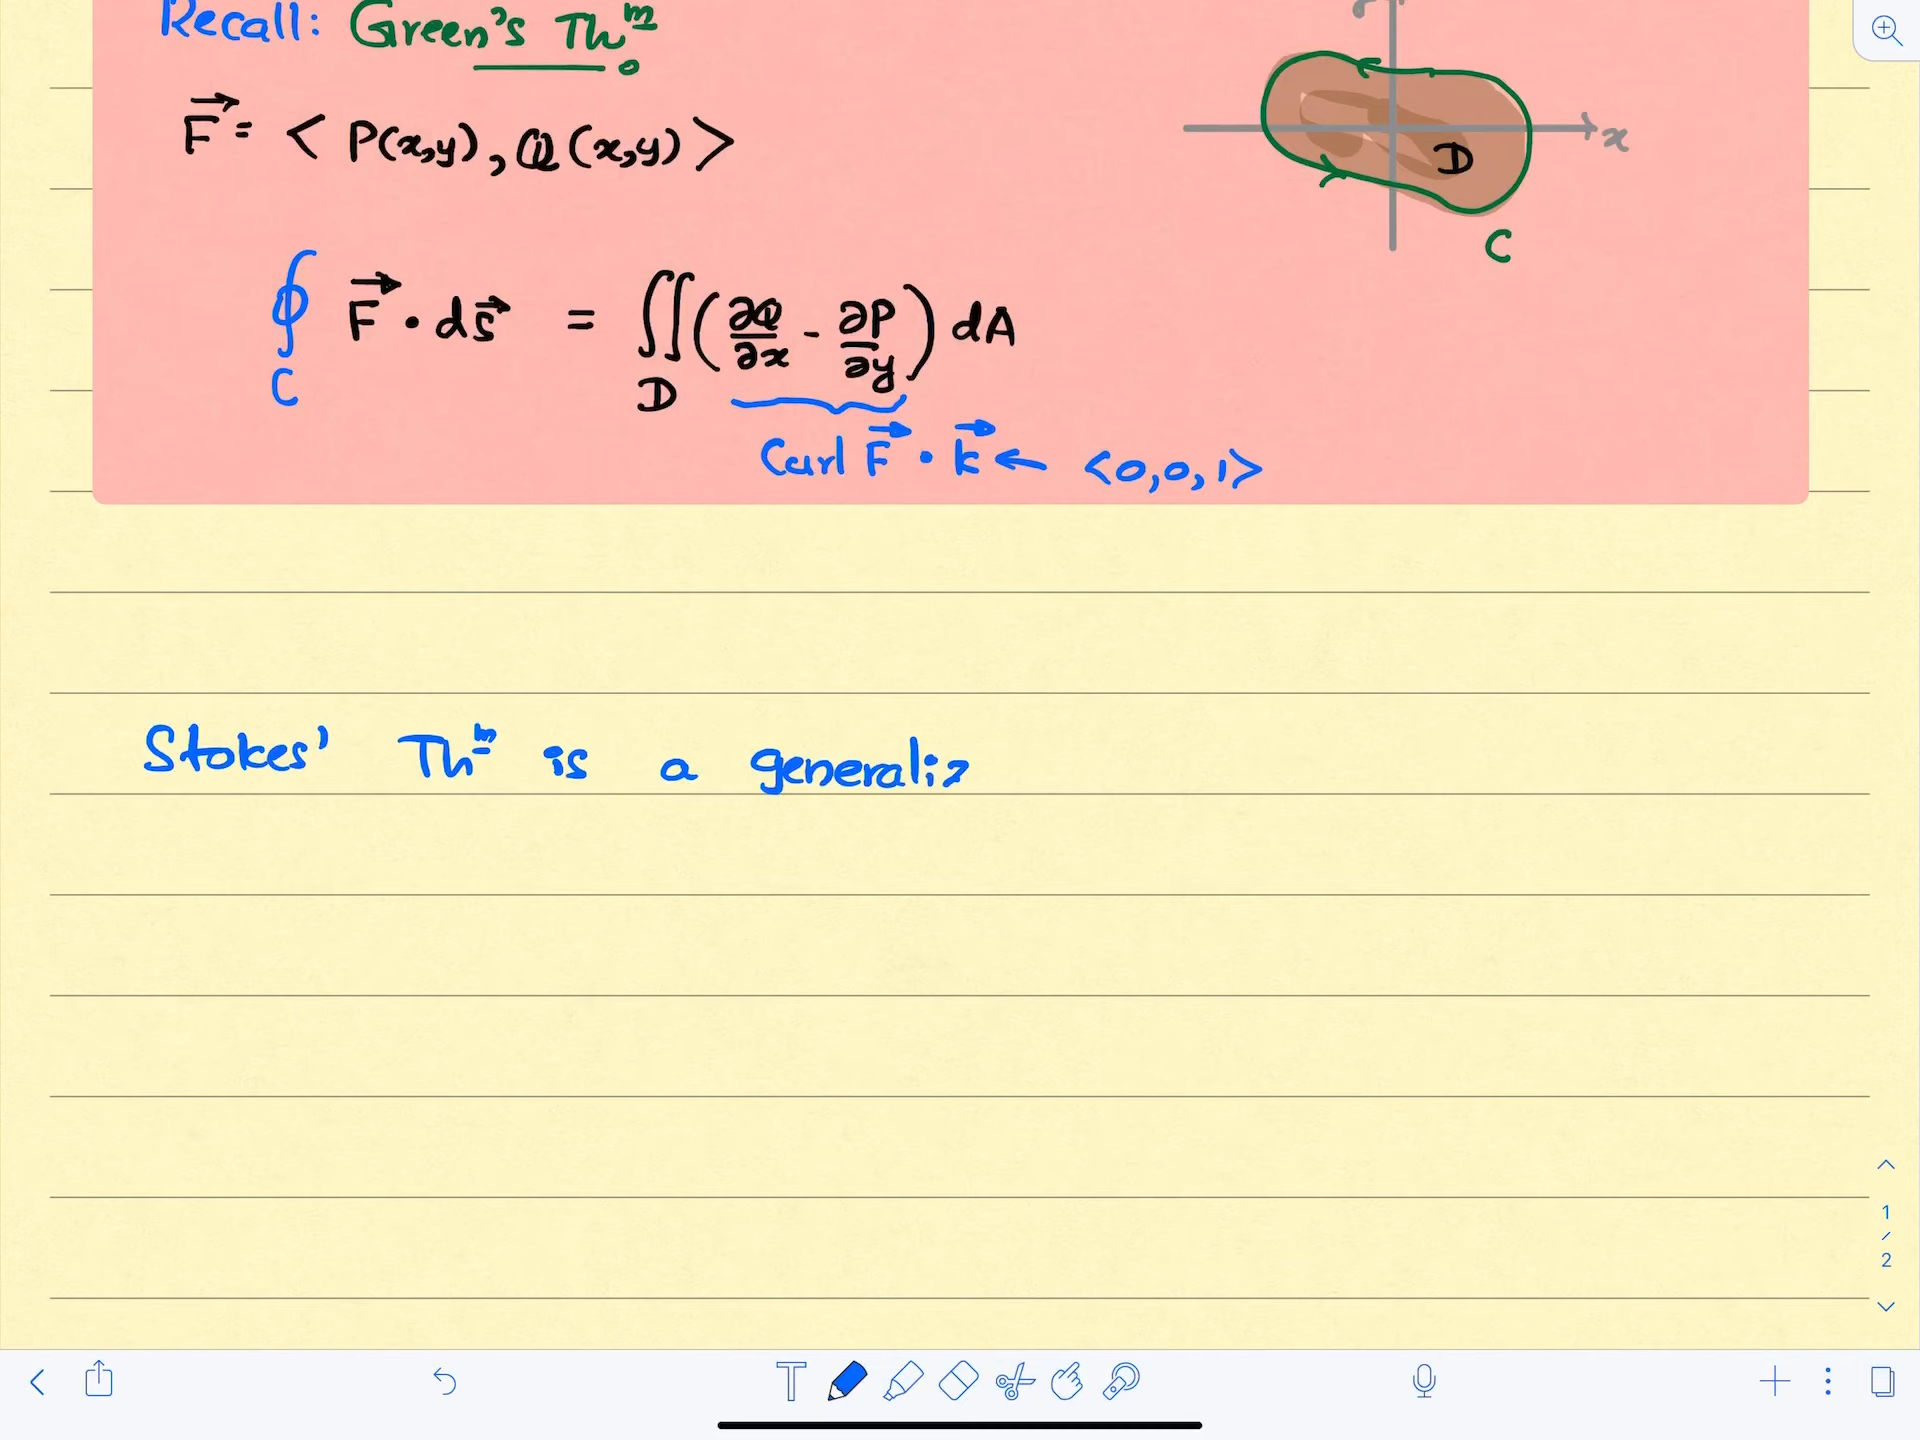 Recall: Green's Thᵐ
F⃗ = < P(x,y), Q(x,y) >
x
D
C
∮_C F⃗ · ds⃗ = ∬_D (∂Q/∂x - ∂P/∂y) dA
Curl F⃗ · k⃗ ← <0,0,1>
Stokes' Thᵐ is a generaliz
1
/
2